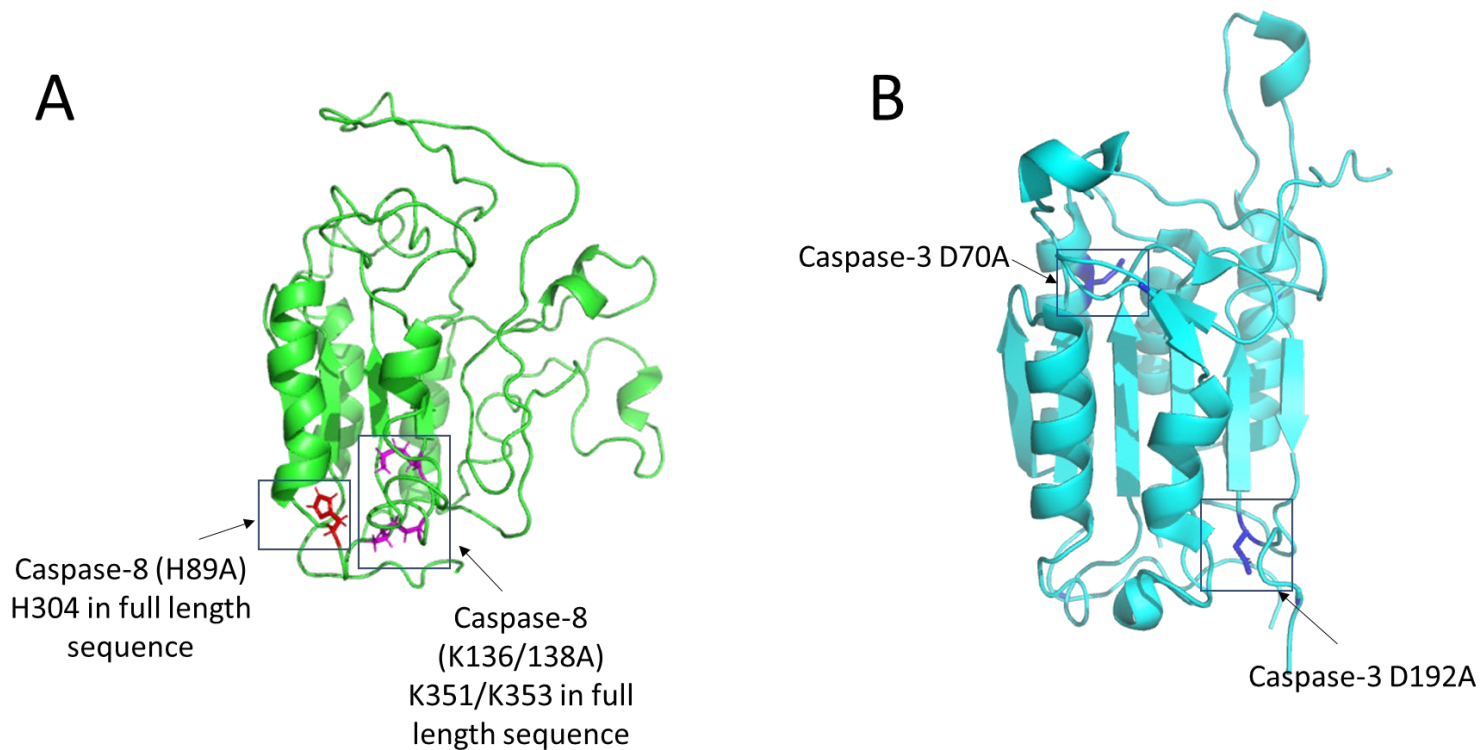 A
B
Caspase-3 D70A
Caspase-8 (H89A)
H304 in full length
sequence
Caspase-8
(K136/138A)
K351/K353 in full
length sequence
Caspase-3 D192A